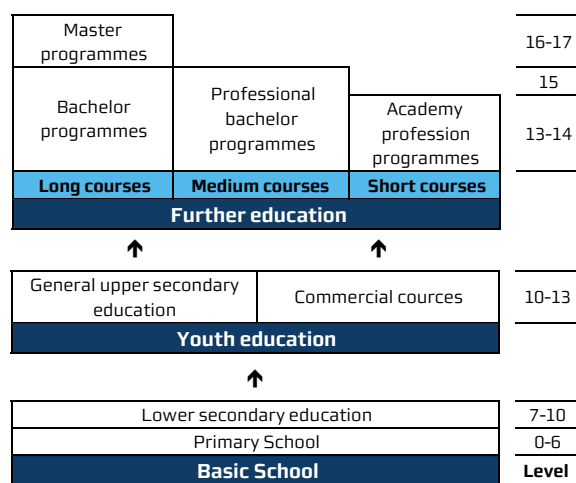 Master
programmes
16-17
15
Bachelor
programmes
Professional
bachelor
programmes
Academy
profession
programmes
13-14
Long courses
Medium courses
Short courses
Further education
General upper secondary
education
Commercial cources
10-13
Youth education
Lower secondary education
7-10
Primary School
0-6
Basic School
Level